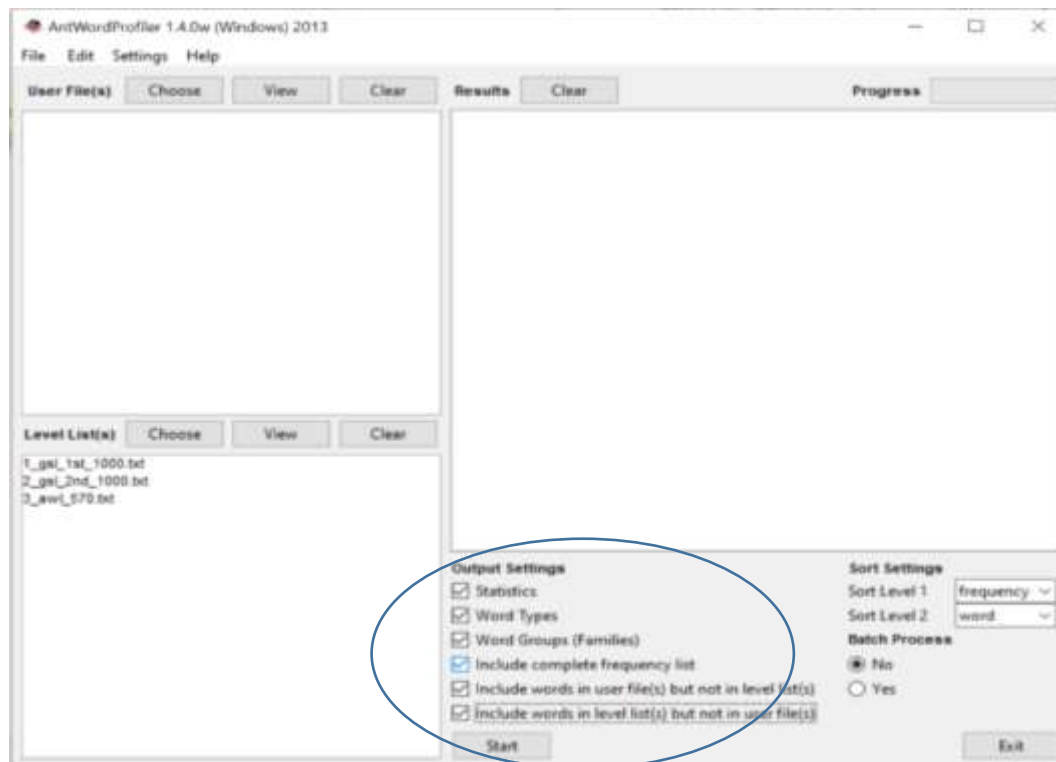 AntWordProfiler 1.4.0w (Windows) 2013
File Edit Settings Help
User File(s) Choose View Clear
Results Clear Progress
Level List(s) Choose View Clear
1_gsl_1st_1000.txt
2_gsl_2nd_1000.txt
3_awl_570.txt
Output Settings
Statistics
Word Types
Word Groups (Families)
Include complete frequency list
Include words in user file(s) but not in level list(s)
Include words in level list(s) but not in user file(s)
Start
Sort Settings
Sort Level 1 frequency
Sort Level 2 word
Batch Process
No
Yes
Exit